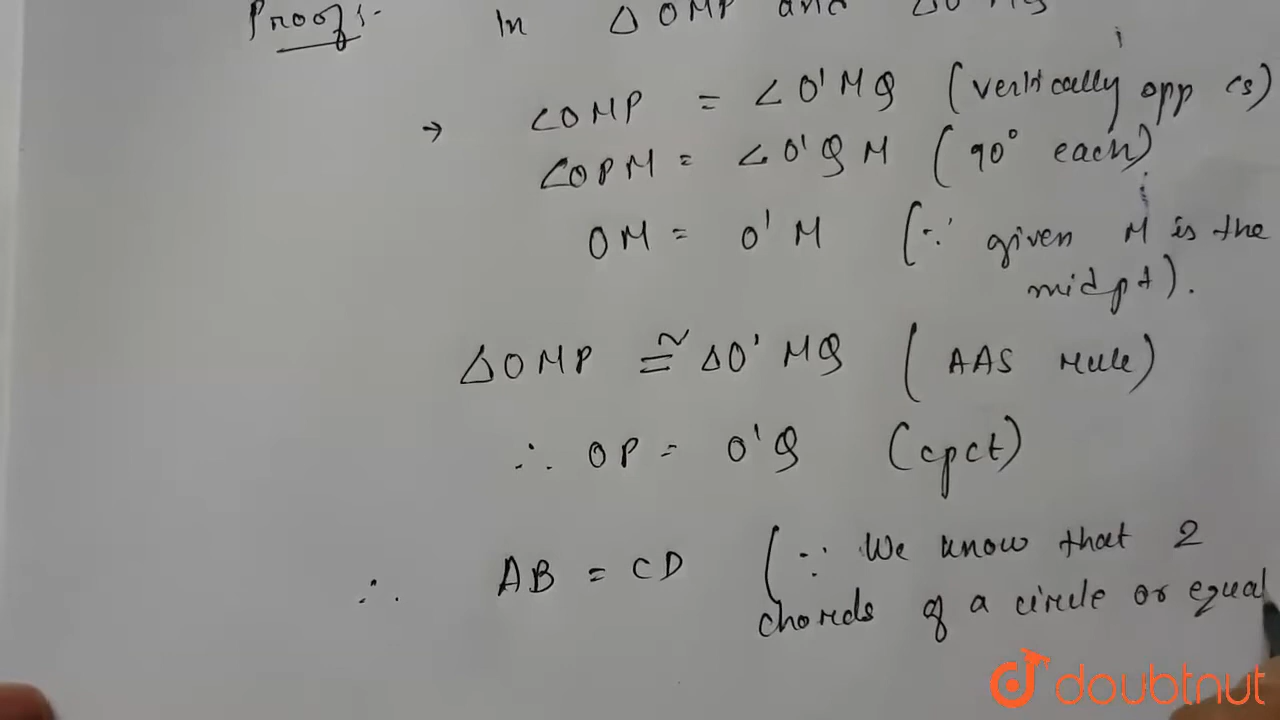 Proof:- In △OMP and △O'MQ
→ ∠OMP = ∠O'MQ (vertically opp ∠s)
∠OPM = ∠O'QM (90° each)
OM = O'M (∵ given M is the
midpt).
△OMP ≅ △O'MQ (AAS rule)
∴ OP = O'Q (cpct)
∴ AB = CD (∵ We know that 2
chords of a circle or equal
doubtnut